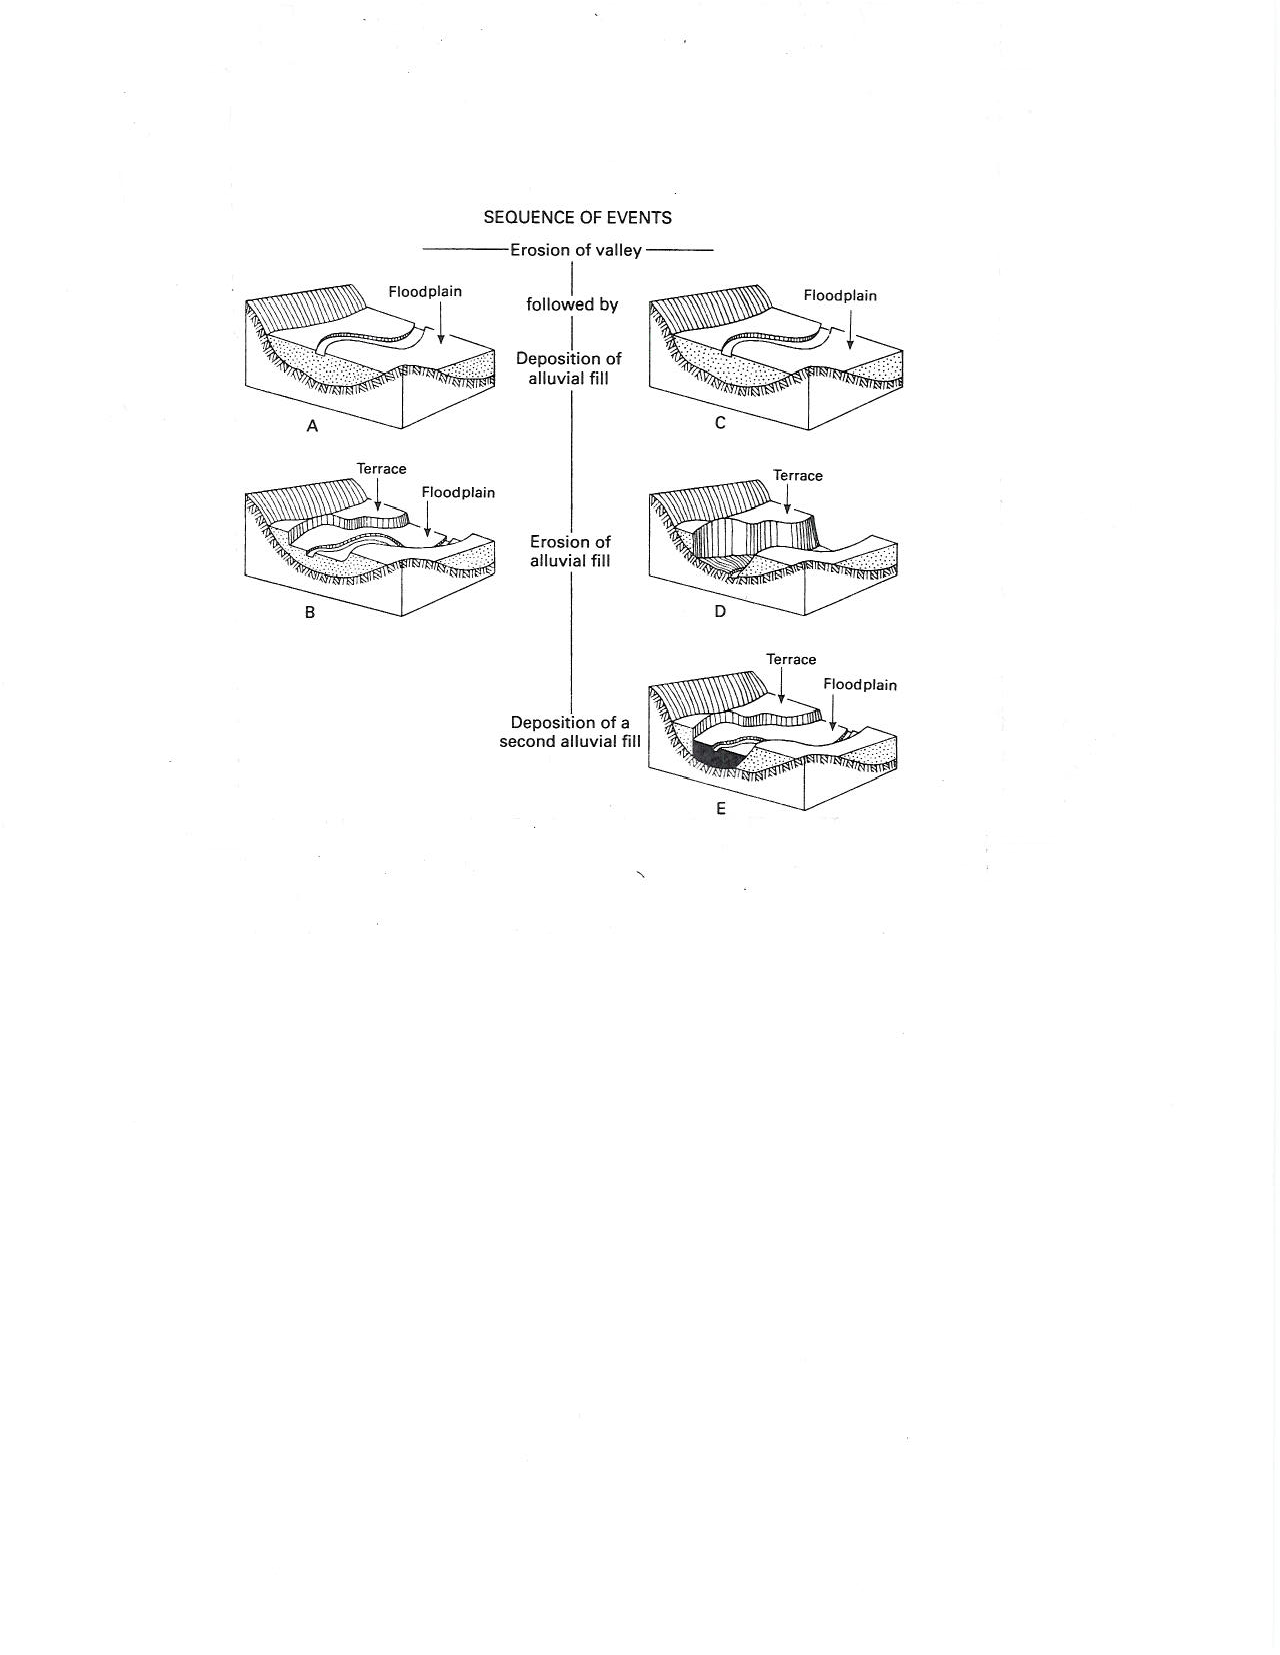 SEQUENCE OF EVENTS
Erosion of valley
Floodplain
followed by
Floodplain
Deposition of
alluvial fill
A
C
Terrace
Floodplain
Terrace
Erosion of
alluvial fill
B
D
Terrace
Floodplain
Deposition of a
second alluvial fill
E